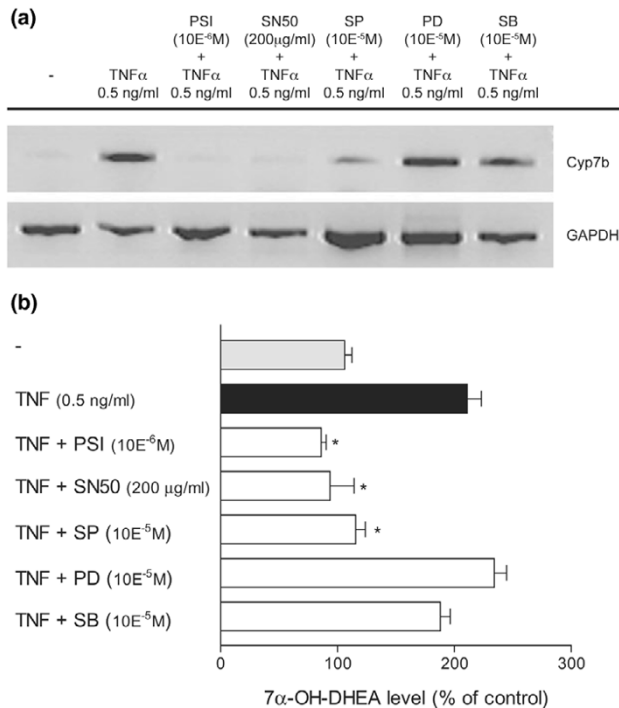 (a)
PSI SN50 SP PD SB
(10E⁻⁶M) (200µg/ml) (10E⁻⁵M) (10E⁻⁵M) (10E⁻⁵M)
+ + + + +
- TNFα TNFα TNFα TNFα TNFα TNFα
0.5 ng/ml 0.5 ng/ml 0.5 ng/ml 0.5 ng/ml 0.5 ng/ml 0.5 ng/ml
Cyp7b
GAPDH
(b)
-
TNF (0.5 ng/ml)
TNF + PSI (10E⁻⁶M) *
TNF + SN50 (200 µg/ml) *
TNF + SP (10E⁻⁵M) *
TNF + PD (10E⁻⁵M)
TNF + SB (10E⁻⁵M)
0 100 200 300
7α-OH-DHEA level (% of control)